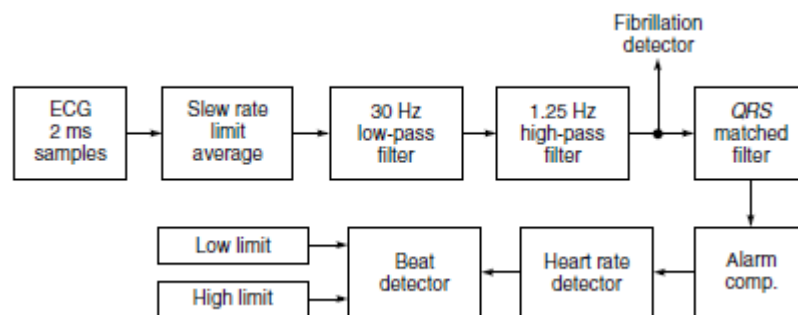 Fibrillation
detector
ECG
2 ms
samples
Slew rate
limit
average
30 Hz
low-pass
filter
1.25 Hz
high-pass
filter
QRS
matched
filter
Low limit
High limit
Beat
detector
Heart rate
detector
Alarm
comp.